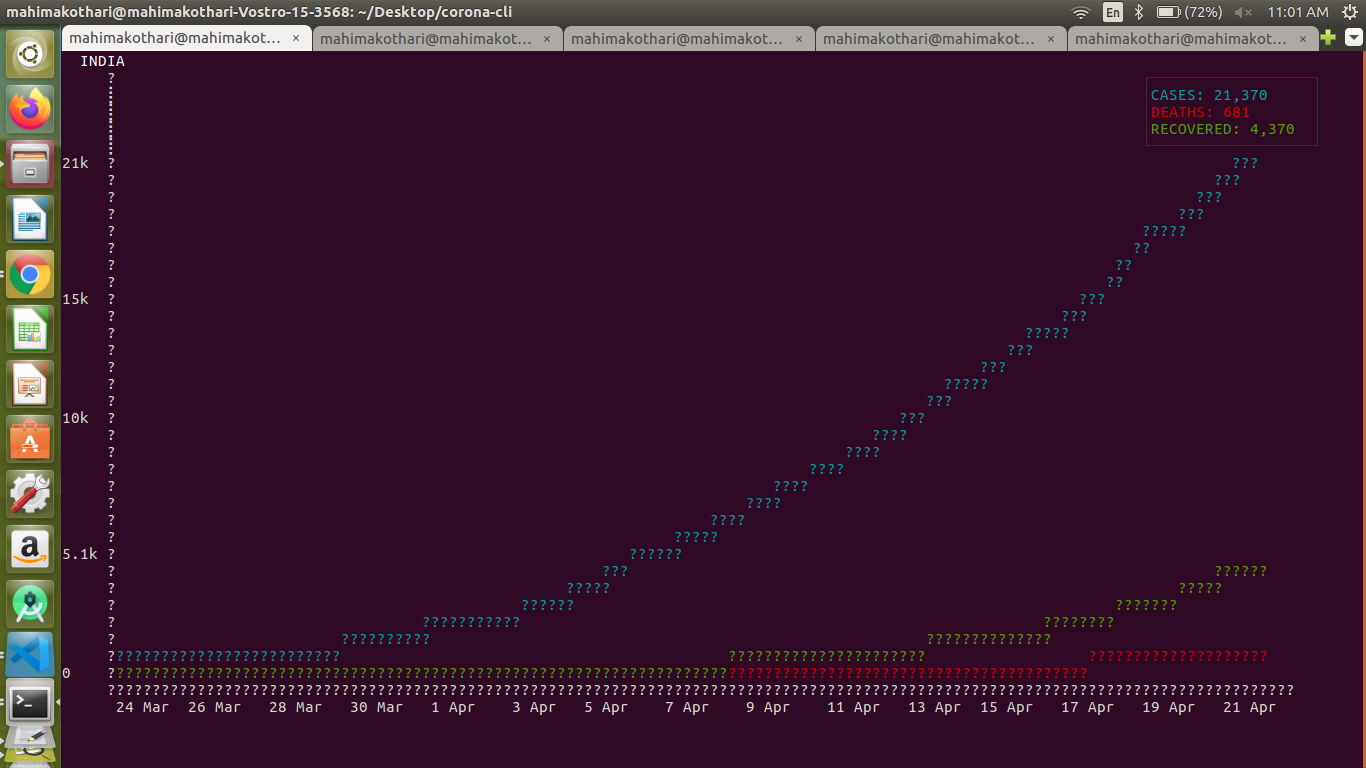 mahimakothari@mahimakothari-Vostro-15-3568: ~/Desktop/corona-cli
En (72%) 11:01 AM
mahimakothari@mahimakot... × mahimakothari@mahimakot... × mahimakothari@mahimakot... × mahimakothari@mahimakot... × mahimakothari@mahimakot... ×
INDIA
?
CASES: 21,370
DEATHS: 681
RECOVERED: 4,370
21k ? ???
? ???
? ???
? ???
? ?????
? ??
? ??
? ??
15k ? ???
? ???
? ?????
? ???
? ???
? ?????
? ???
10k ? ???
? ????
? ????
? ????
? ????
? ????
? ????
? ?????
5.1k ? ??????
? ??? ??????
? ????? ?????
? ?????? ???????
? ??????????? ????????
? ?????????? ??????????????
?????????????????????????? ?????????????????????? ????????????????????
0 ?????????????????????????????????????????????????????????????????????????????????????????????????????????????
????????????????????????????????????????????????????????????????????????????????????????????????????????????????????????????????????
24 Mar 26 Mar 28 Mar 30 Mar 1 Apr 3 Apr 5 Apr 7 Apr 9 Apr 11 Apr 13 Apr 15 Apr 17 Apr 19 Apr 21 Apr